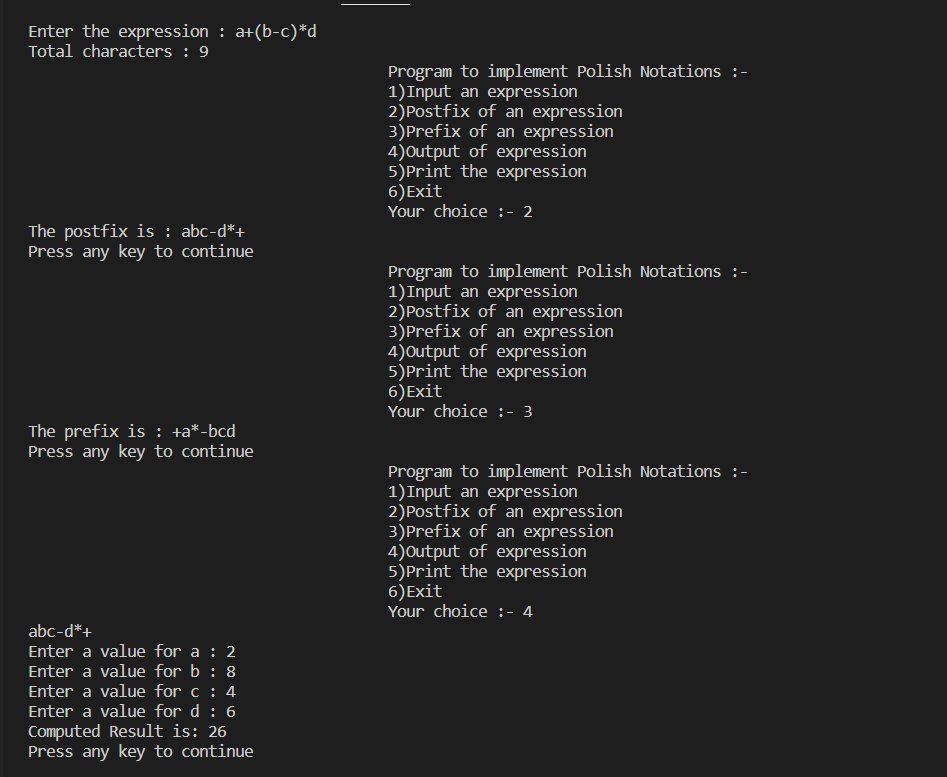 Enter the expression : a+(b-c)*d
Total characters : 9
Program to implement Polish Notations :-
1)Input an expression
2)Postfix of an expression
3)Prefix of an expression
4)Output of expression
5)Print the expression
6)Exit
Your choice :- 2
The postfix is : abc-d*+
Press any key to continue
Program to implement Polish Notations :-
1)Input an expression
2)Postfix of an expression
3)Prefix of an expression
4)Output of expression
5)Print the expression
6)Exit
Your choice :- 3
The prefix is : +a*-bcd
Press any key to continue
Program to implement Polish Notations :-
1)Input an expression
2)Postfix of an expression
3)Prefix of an expression
4)Output of expression
5)Print the expression
6)Exit
Your choice :- 4
abc-d*+
Enter a value for a : 2
Enter a value for b : 8
Enter a value for c : 4
Enter a value for d : 6
Computed Result is: 26
Press any key to continue